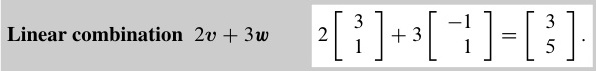 Linear combination 2v + 3w 2 [ 3 1 ] + 3 [ −1 1 ] = [ 3 5 ] .